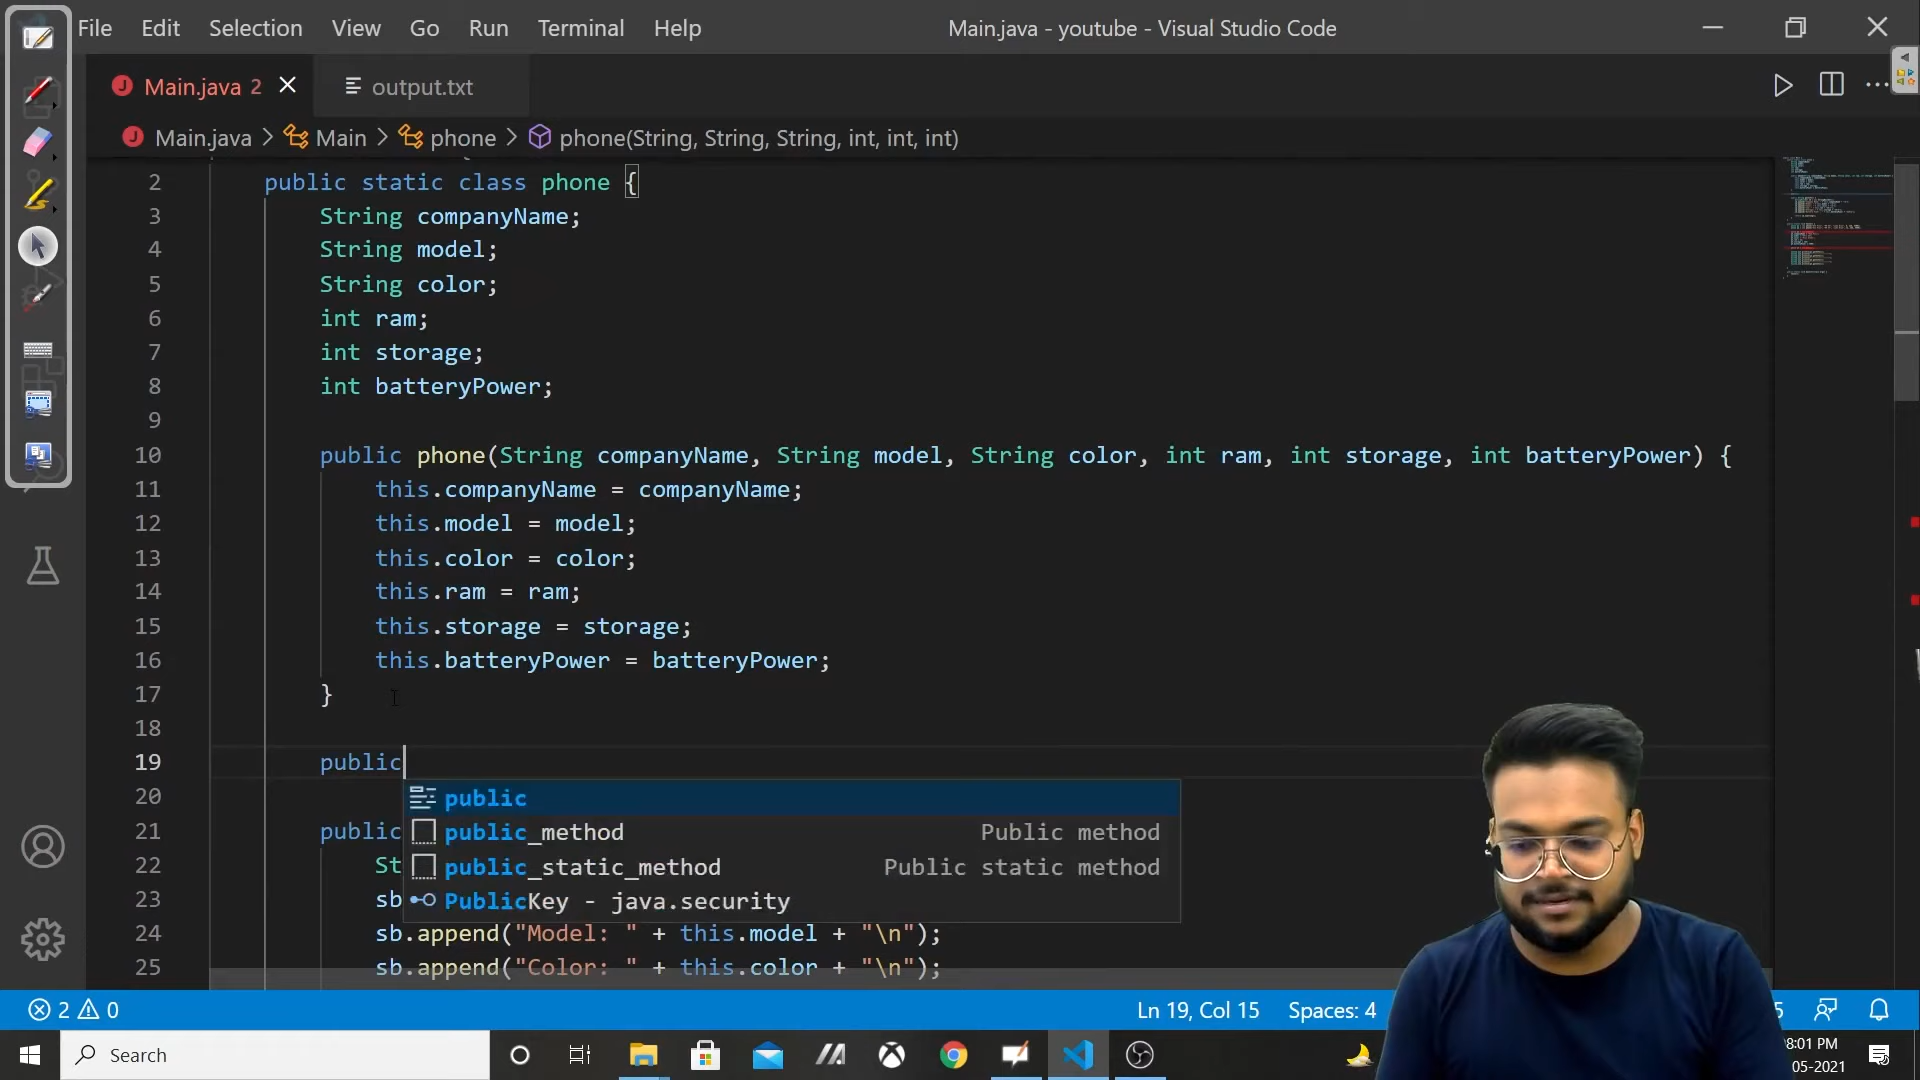 File Edit Selection View Go Run Terminal Help Main.java - youtube - Visual Studio Code
Main.java 2 output.txt
Main.java > Main > phone > phone(String, String, String, int, int, int)
2 public static class phone {
3 String companyName;
4 String model;
5 String color;
6 int ram;
7 int storage;
8 int batteryPower;
9
10 public phone(String companyName, String model, String color, int ram, int storage, int batteryPower) {
11 this.companyName = companyName;
12 this.model = model;
13 this.color = color;
14 this.ram = ram;
15 this.storage = storage;
16 this.batteryPower = batteryPower;
17 }
18
19 public
20 public
public_method Public method
21 public
22 St public_static_method Public static method
23 sb PublicKey - java.security
24 sb.append("Model: " + this.model + "\n");
25 sb.append("Color: " + this.color + "\n");
2 0 Ln 19, Col 15 Spaces: 4
Search
8:01 PM
05-2021